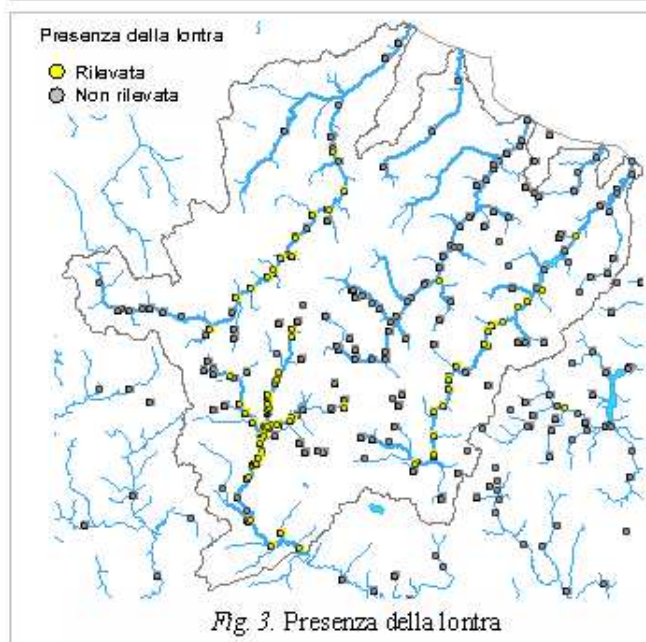 Presenza della lontra
Rilevata
Non rilevata
Fig. 3. Presenza della lontra